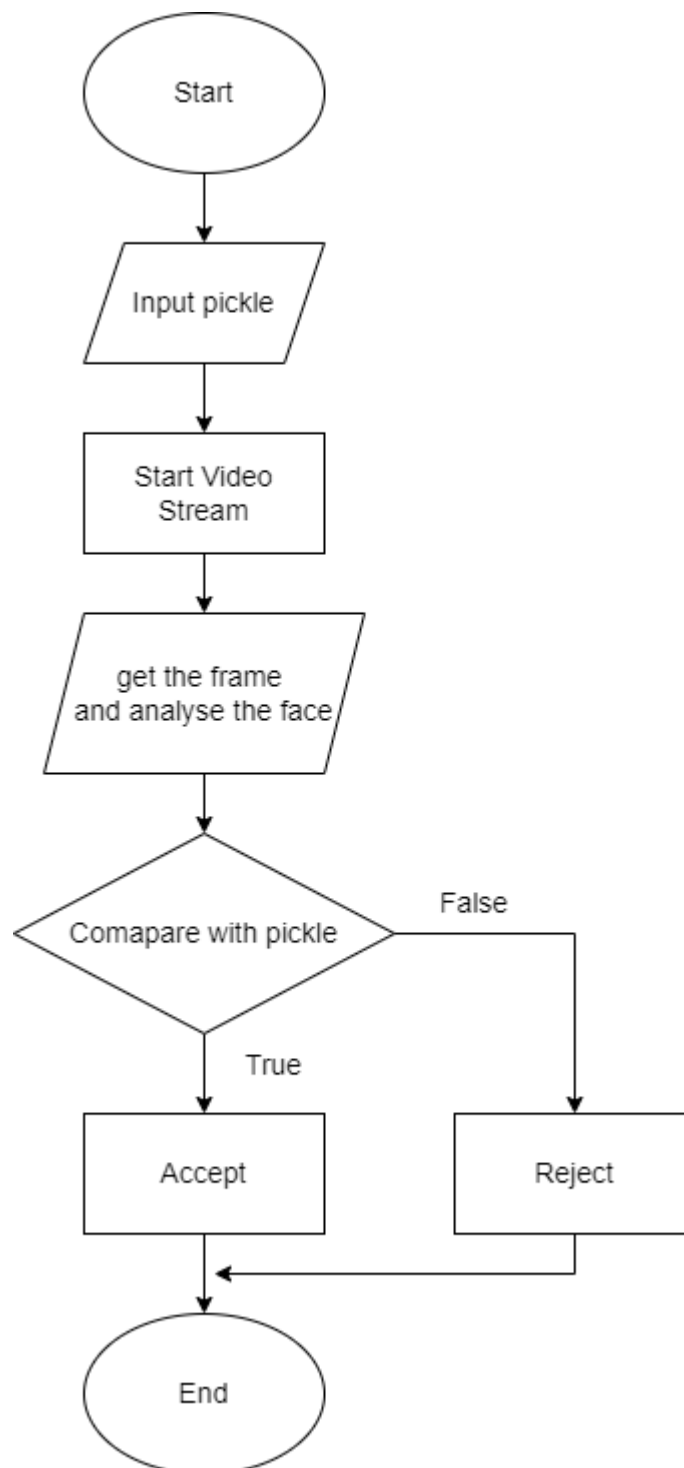 Start
Input pickle
Start Video
Stream
get the frame
and analyse the face
Comapare with pickle
False
True
Accept
Reject
End